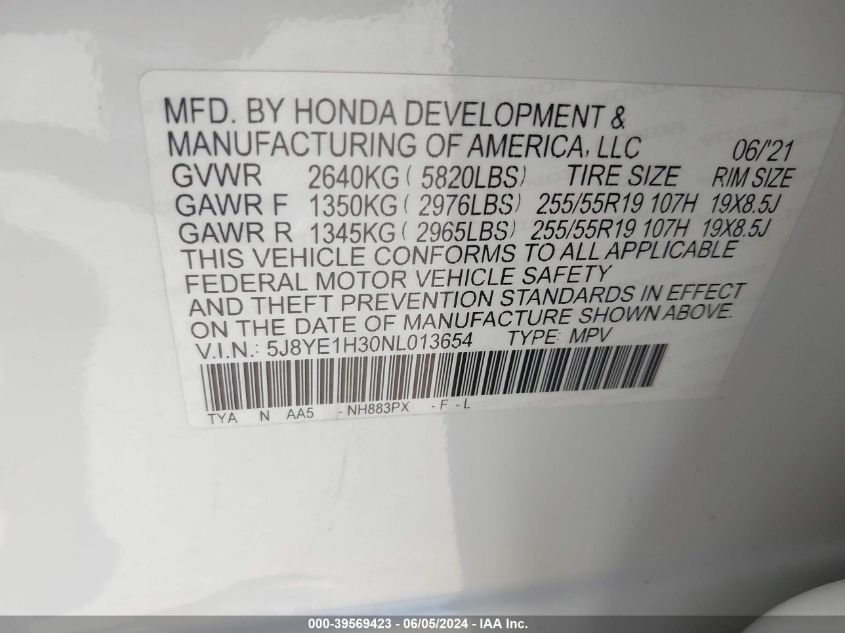 MFD. BY HONDA DEVELOPMENT &
MANUFACTURING OF AMERICA, LLC 06/'21
GVWR 2640KG ( 5820LBS) TIRE SIZE RIM SIZE
GAWR F 1350KG ( 2976LBS) 255/55R19 107H 19X8.5J
GAWR R 1345KG ( 2965LBS) 255/55R19 107H 19X8.5J
THIS VEHICLE CONFORMS TO ALL APPLICABLE
FEDERAL MOTOR VEHICLE SAFETY
AND THEFT PREVENTION STANDARDS IN EFFECT
ON THE DATE OF MANUFACTURE SHOWN ABOVE.
V.I.N.: 5J8YE1H30NL013654 TYPE: MPV
TYA N AA5 - NH883PX - F - L
000-39569423 - 06/05/2024 - IAA Inc.